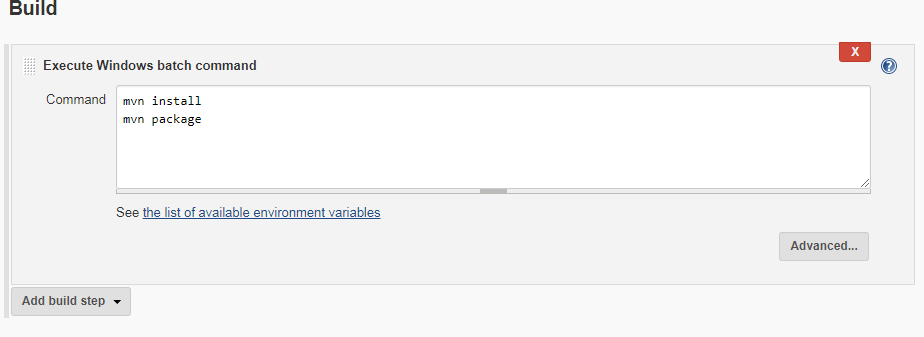 Build
X
Execute Windows batch command
?
Command
mvn install
mvn package
See the list of available environment variables
Advanced...
Add build step